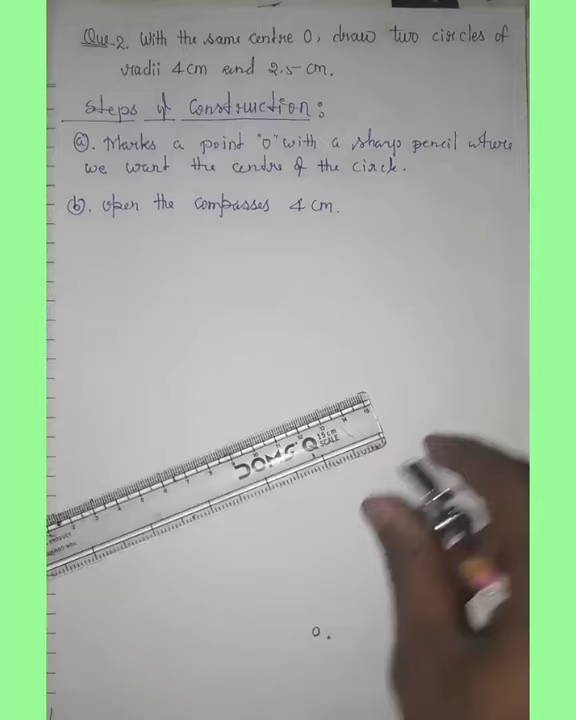 Que-2. With the same centre O, draw two circles of
radii 4cm and 2.5 cm.
Steps of Construction:
(a). Marks a point "O" with a sharp pencil where
we want the centre of the circle.
(b). Open the compasses 4 cm.
DOMS Q 15cm
SCALE
O.